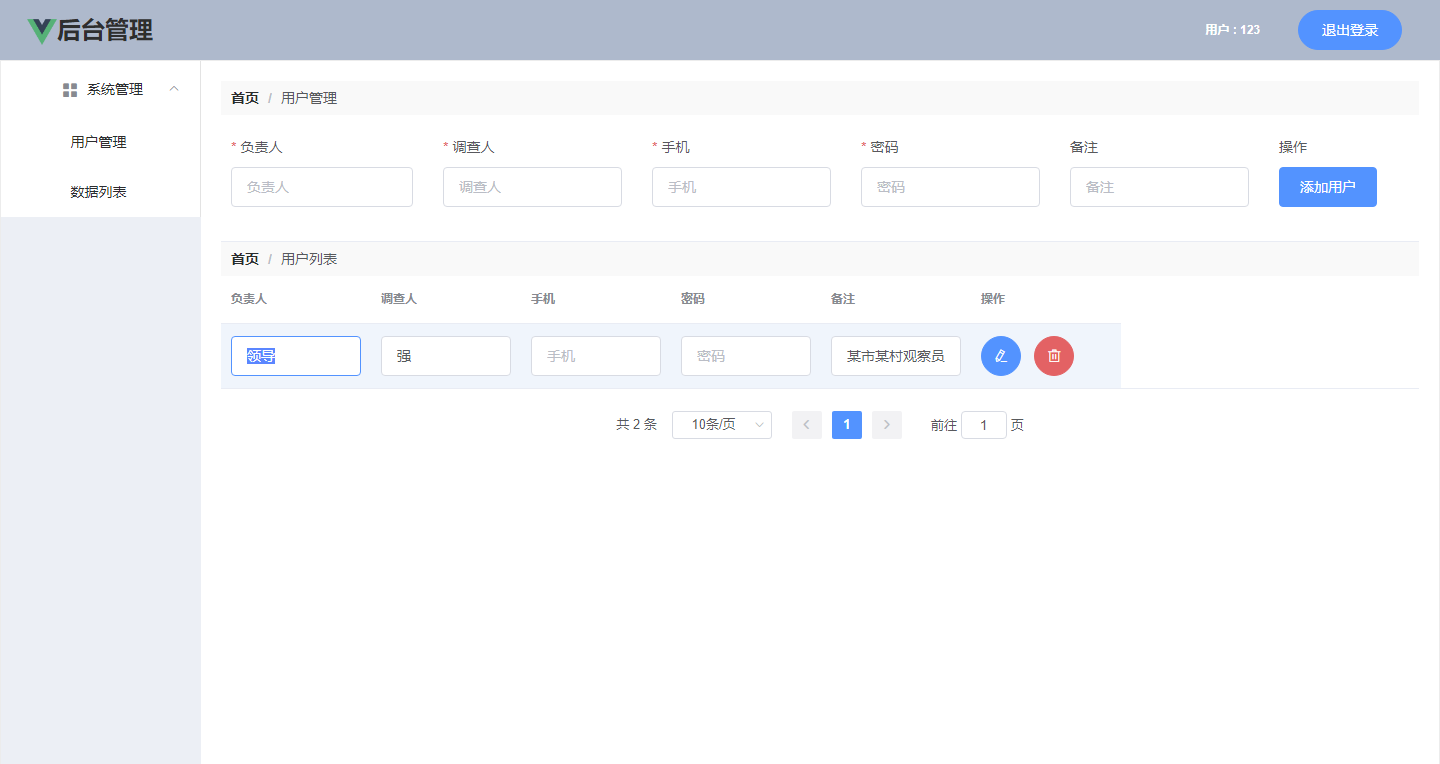 后台管理
用户 : 123
退出登录
系统管理
用户管理
数据列表
首页 / 用户管理
* 负责人 * 调查人 * 手机 * 密码 备注 操作
负责人 调查人 手机 密码 备注 添加用户
首页 / 用户列表
负责人 调查人 手机 密码 备注 操作
领导 强 手机 密码 某市某村观察员
共 2 条 10条/页 1 前往 1 页